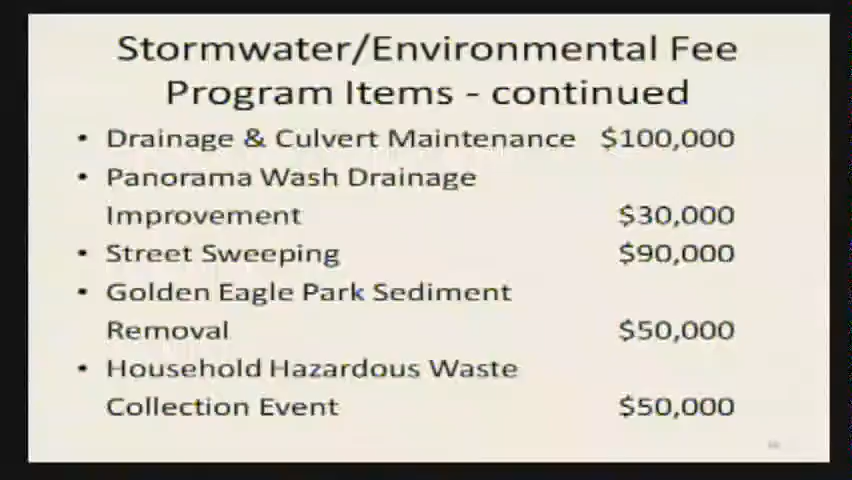 Stormwater/Environmental Fee
Program Items - continued
• Drainage & Culvert Maintenance $100,000
• Panorama Wash Drainage
Improvement $30,000
• Street Sweeping $90,000
• Golden Eagle Park Sediment
Removal $50,000
• Household Hazardous Waste
Collection Event $50,000